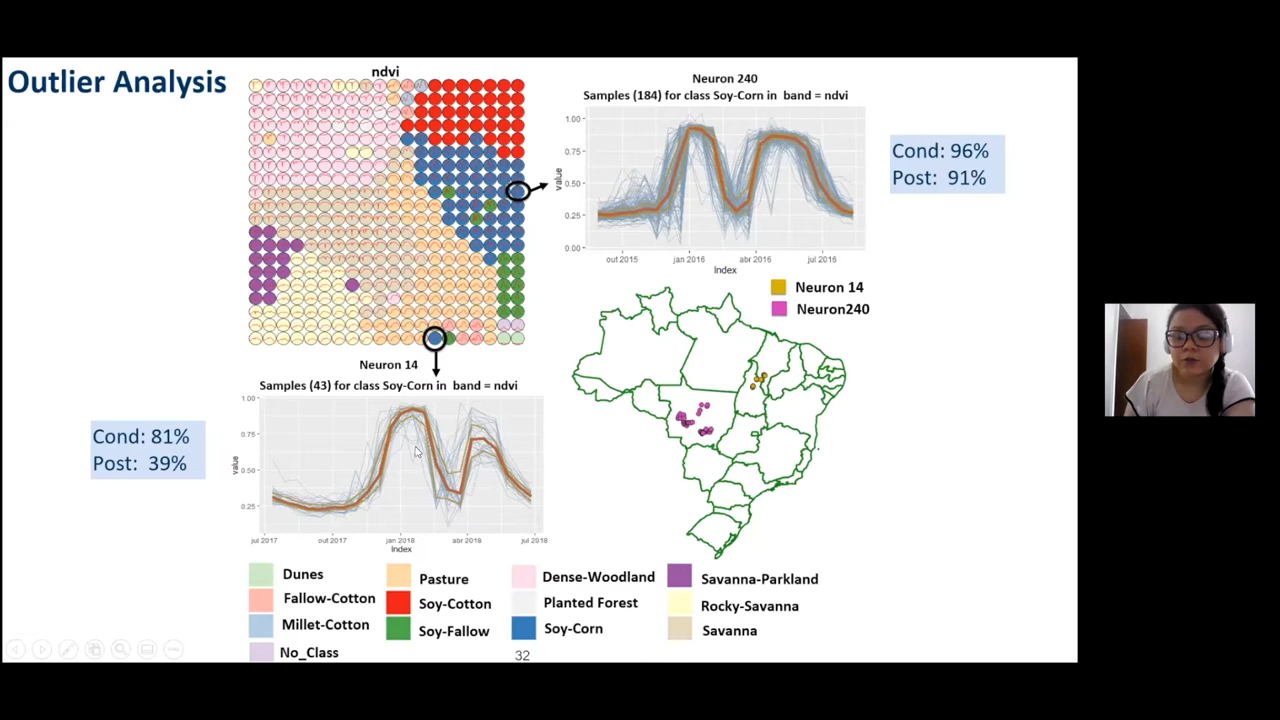 Outlier Analysis
ndvi
Neuron 240
Samples (184) for class Soy-Corn in band = ndvi
1.00
0.75
0.50
0.25
0.00
value
out 2015
jan 2016
abr 2016
jul 2016
Index
Cond: 96%
Post: 91%
Neuron 14
Neuron240
Neuron 14
Samples (43) for class Soy-Corn in band = ndvi
1.00
0.75
0.50
0.25
value
jul 2017
out 2017
jan 2018
abr 2018
jul 2018
Index
Cond: 81%
Post: 39%
Dunes
Fallow-Cotton
Millet-Cotton
No_Class
Pasture
Soy-Cotton
Soy-Fallow
Dense-Woodland
Planted Forest
Soy-Corn
Savanna-Parkland
Rocky-Savanna
Savanna
32